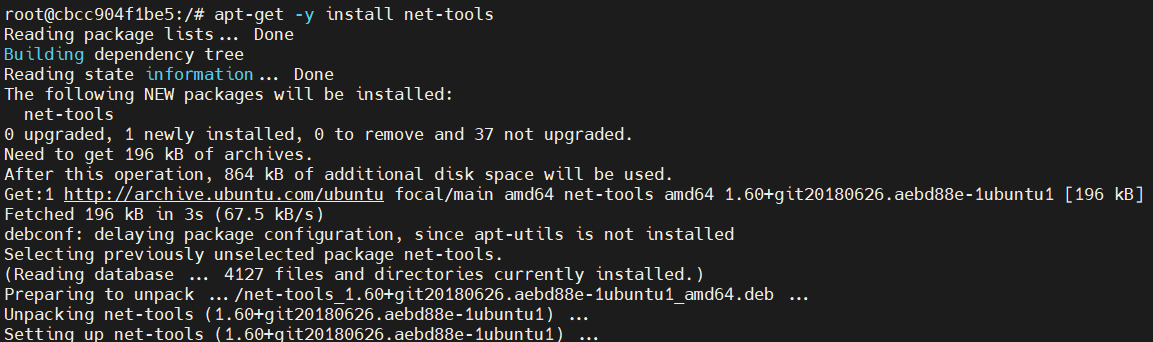 root@cbcc904f1be5:/# apt-get -y install net-tools
Reading package lists... Done
Building dependency tree
Reading state information... Done
The following NEW packages will be installed:
  net-tools
0 upgraded, 1 newly installed, 0 to remove and 37 not upgraded.
Need to get 196 kB of archives.
After this operation, 864 kB of additional disk space will be used.
Get:1 http://archive.ubuntu.com/ubuntu focal/main amd64 net-tools amd64 1.60+git20180626.aebd88e-1ubuntu1 [196 kB]
Fetched 196 kB in 3s (67.5 kB/s)
debconf: delaying package configuration, since apt-utils is not installed
Selecting previously unselected package net-tools.
(Reading database ... 4127 files and directories currently installed.)
Preparing to unpack .../net-tools_1.60+git20180626.aebd88e-1ubuntu1_amd64.deb ...
Unpacking net-tools (1.60+git20180626.aebd88e-1ubuntu1) ...
Setting up net-tools (1.60+git20180626.aebd88e-1ubuntu1) ...